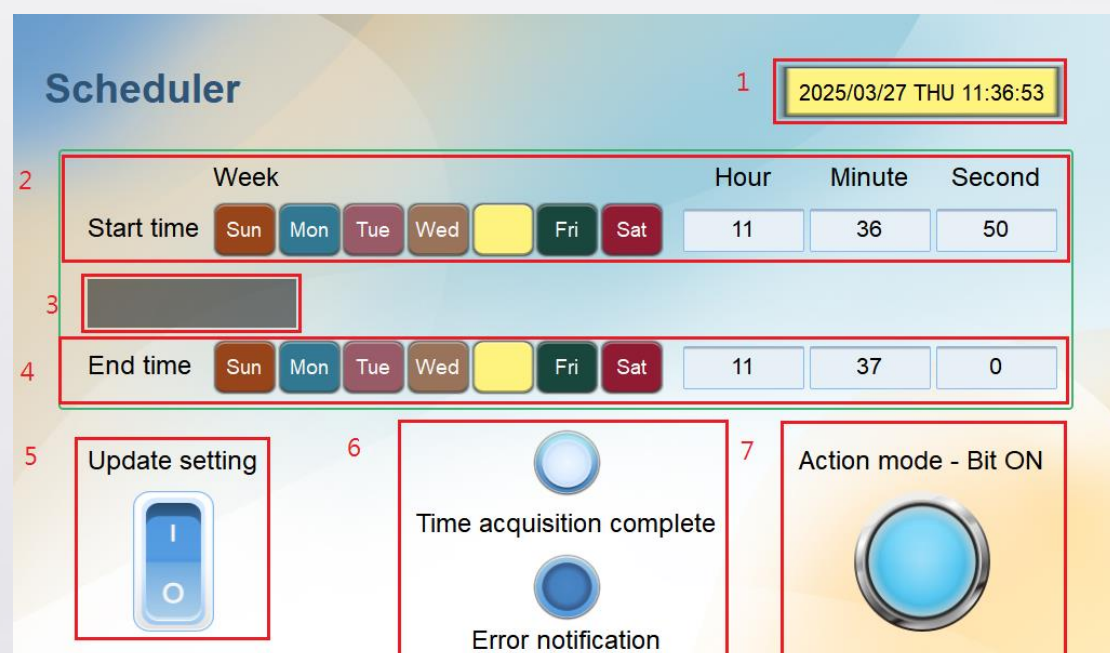 Scheduler
1
2025/03/27 THU 11:36:53
2
Week Hour Minute Second
Start time Sun Mon Tue Wed Fri Sat 11 36 50
3
4
End time Sun Mon Tue Wed Fri Sat 11 37 0
5
Update setting
I
O
6
Time acquisition complete
Error notification
7
Action mode - Bit ON